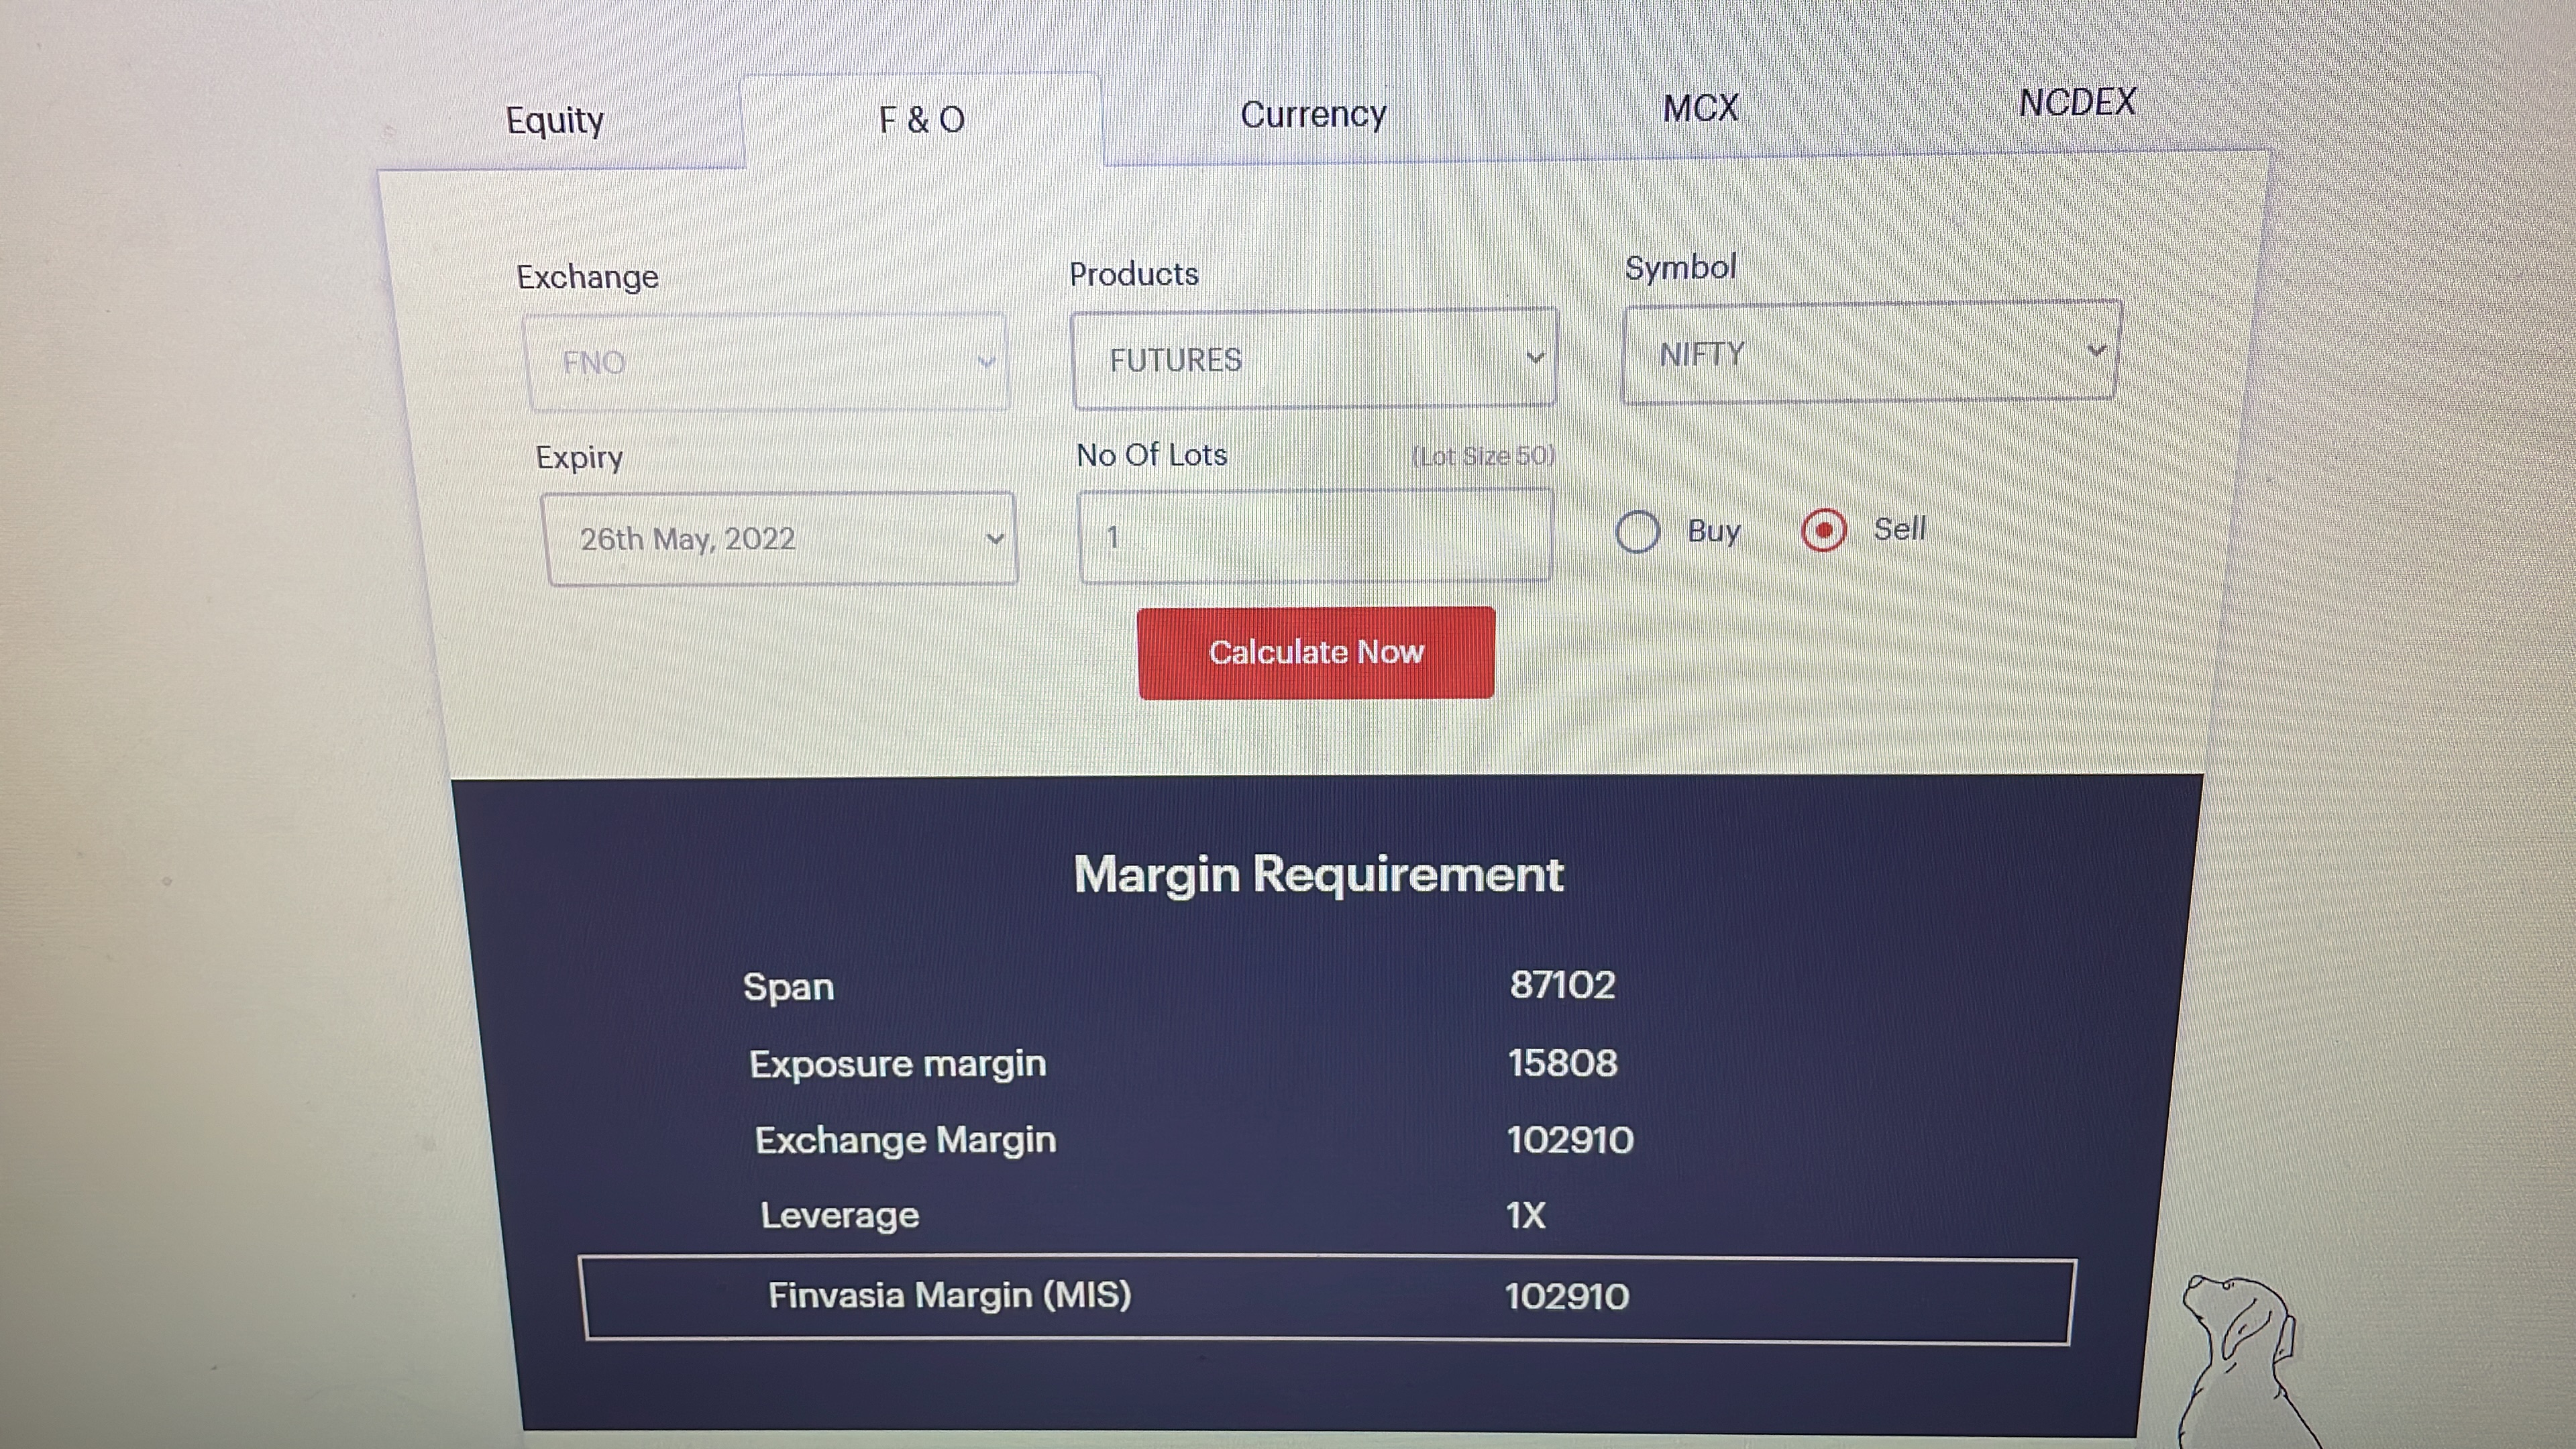 Equity F & O Currency MCX NCDEX
Exchange Products Symbol
FNO FUTURES NIFTY
Expiry No Of Lots (Lot Size 50)
26th May, 2022 1 Buy Sell
Calculate Now
Margin Requirement
Span 87102
Exposure margin 15808
Exchange Margin 102910
Leverage 1X
Finvasia Margin (MIS) 102910